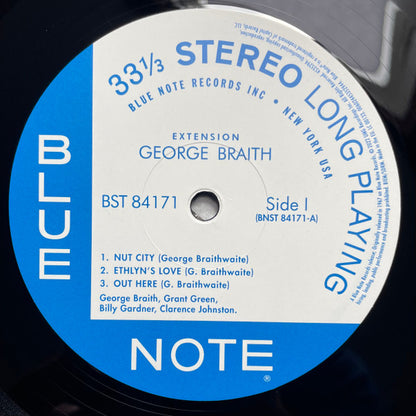 33 1/3 STEREO LONG PLAYING
BLUE NOTE RECORDS INC • NEW YORK USA
EXTENSION
GEORGE BRAITH
BST 84171
Side I
(BNST 84171-A)
1. NUT CITY (George Braithwaite)
2. ETHLYN'S LOVE (G. Braithwaite)
3. OUT HERE (G. Braithwaite)
George Braith, Grant Green,
Billy Gardner, Clarence Johnston.
BLUE
NOTE
®